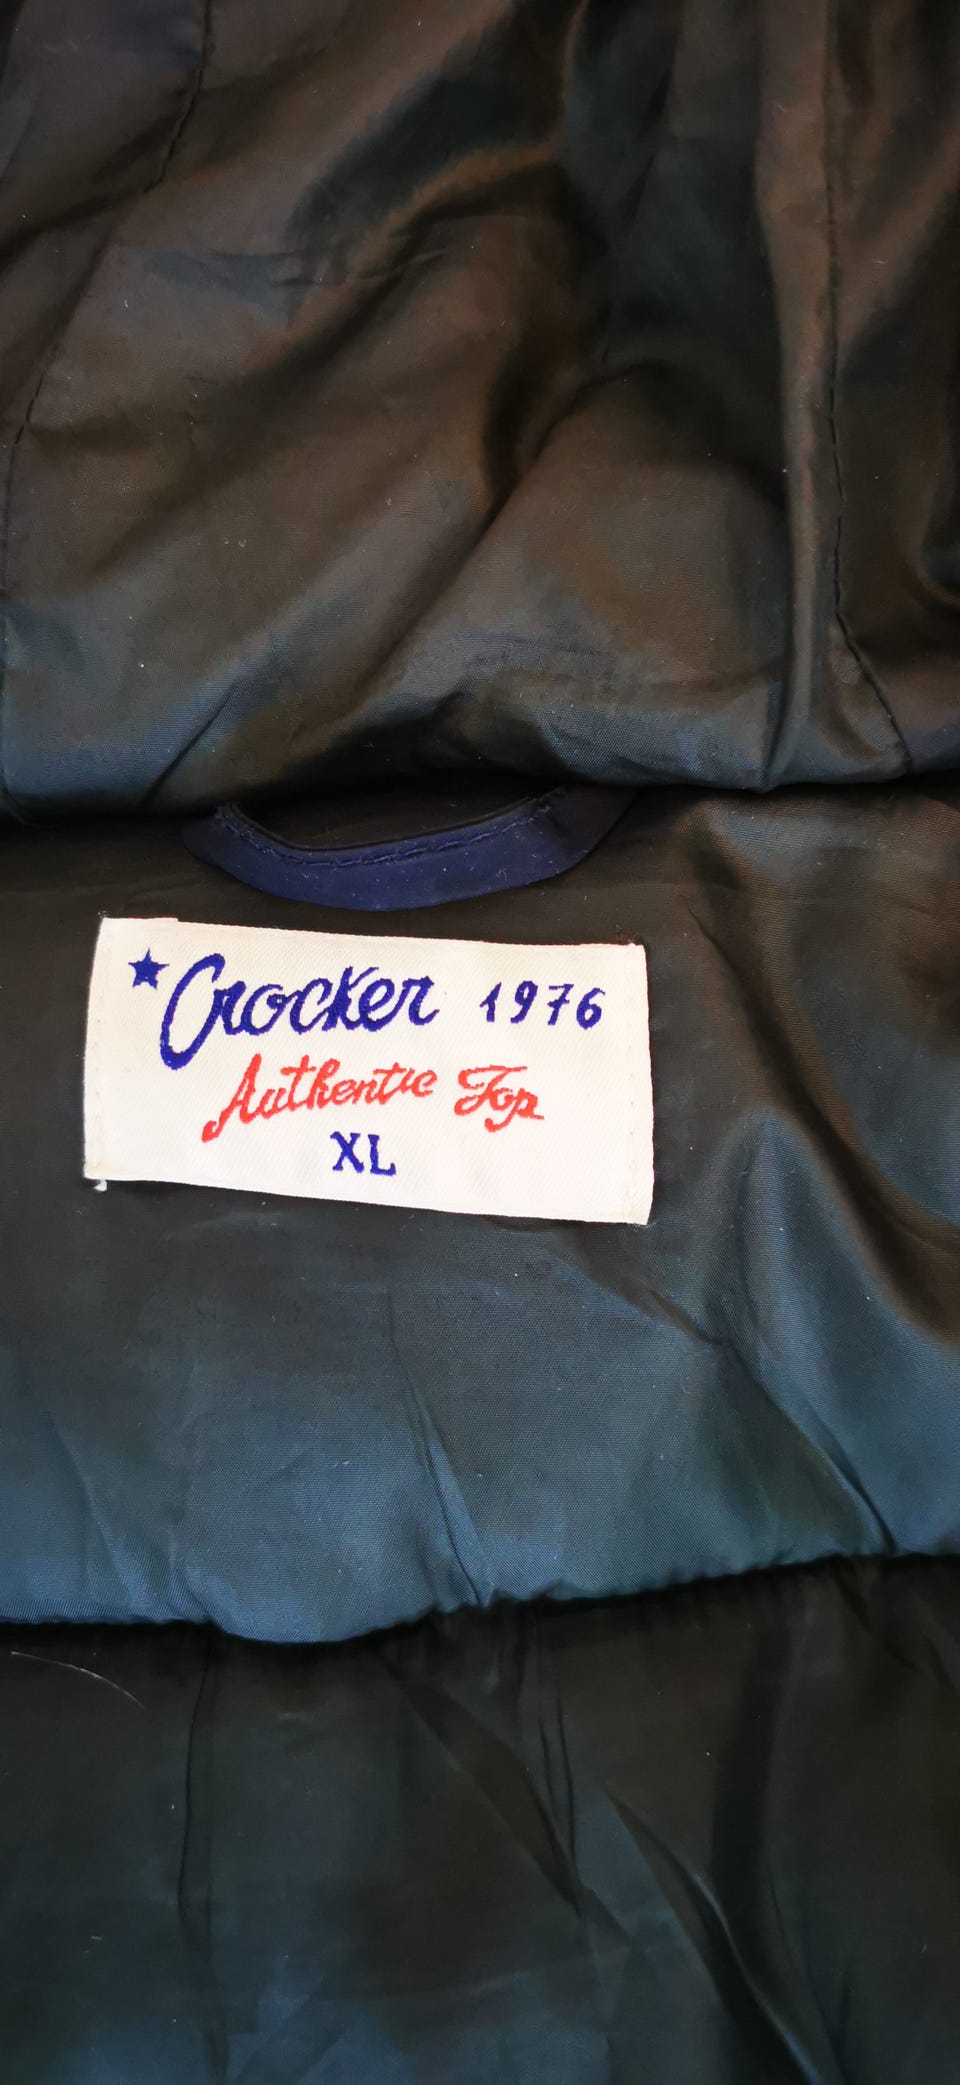 Crocker 1976
Authentic Top
XL